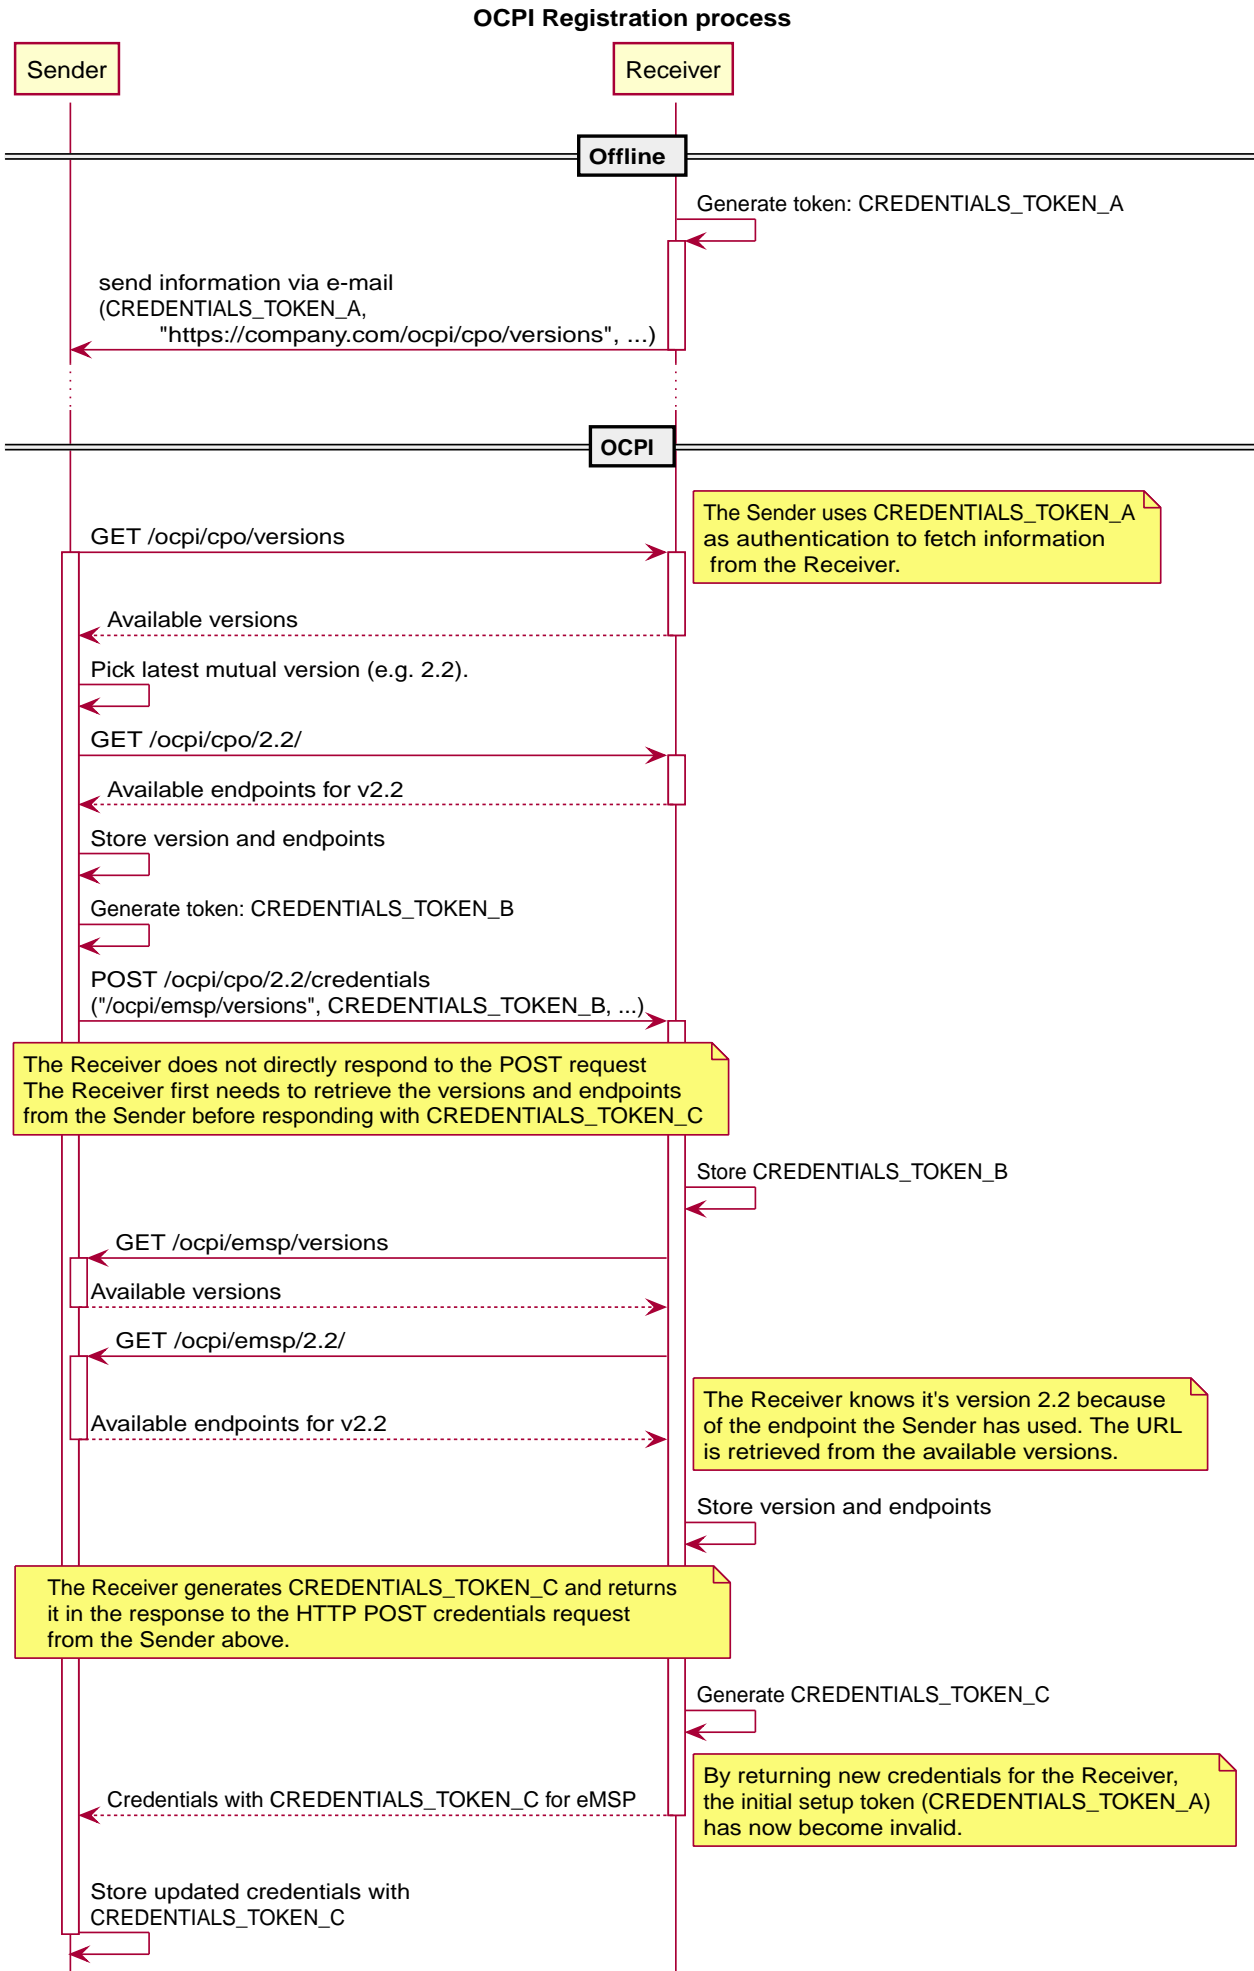 OCPI Registration process
Sender
Receiver
Offline
Generate token: CREDENTIALS_TOKEN_A
send information via e-mail
(CREDENTIALS_TOKEN_A,
"https://company.com/ocpi/cpo/versions", ...)
OCPI
The Sender uses CREDENTIALS_TOKEN_A
as authentication to fetch information
from the Receiver.
GET /ocpi/cpo/versions
Available versions
Pick latest mutual version (e.g. 2.2).
GET /ocpi/cpo/2.2/
Available endpoints for v2.2
Store version and endpoints
Generate token: CREDENTIALS_TOKEN_B
POST /ocpi/cpo/2.2/credentials
("/ocpi/emsp/versions", CREDENTIALS_TOKEN_B, ...)
The Receiver does not directly respond to the POST request
The Receiver first needs to retrieve the versions and endpoints
from the Sender before responding with CREDENTIALS_TOKEN_C
Store CREDENTIALS_TOKEN_B
GET /ocpi/emsp/versions
Available versions
GET /ocpi/emsp/2.2/
The Receiver knows it's version 2.2 because
of the endpoint the Sender has used. The URL
is retrieved from the available versions.
Available endpoints for v2.2
Store version and endpoints
The Receiver generates CREDENTIALS_TOKEN_C and returns
it in the response to the HTTP POST credentials request
from the Sender above.
Generate CREDENTIALS_TOKEN_C
By returning new credentials for the Receiver,
the initial setup token (CREDENTIALS_TOKEN_A)
has now become invalid.
Credentials with CREDENTIALS_TOKEN_C for eMSP
Store updated credentials with
CREDENTIALS_TOKEN_C